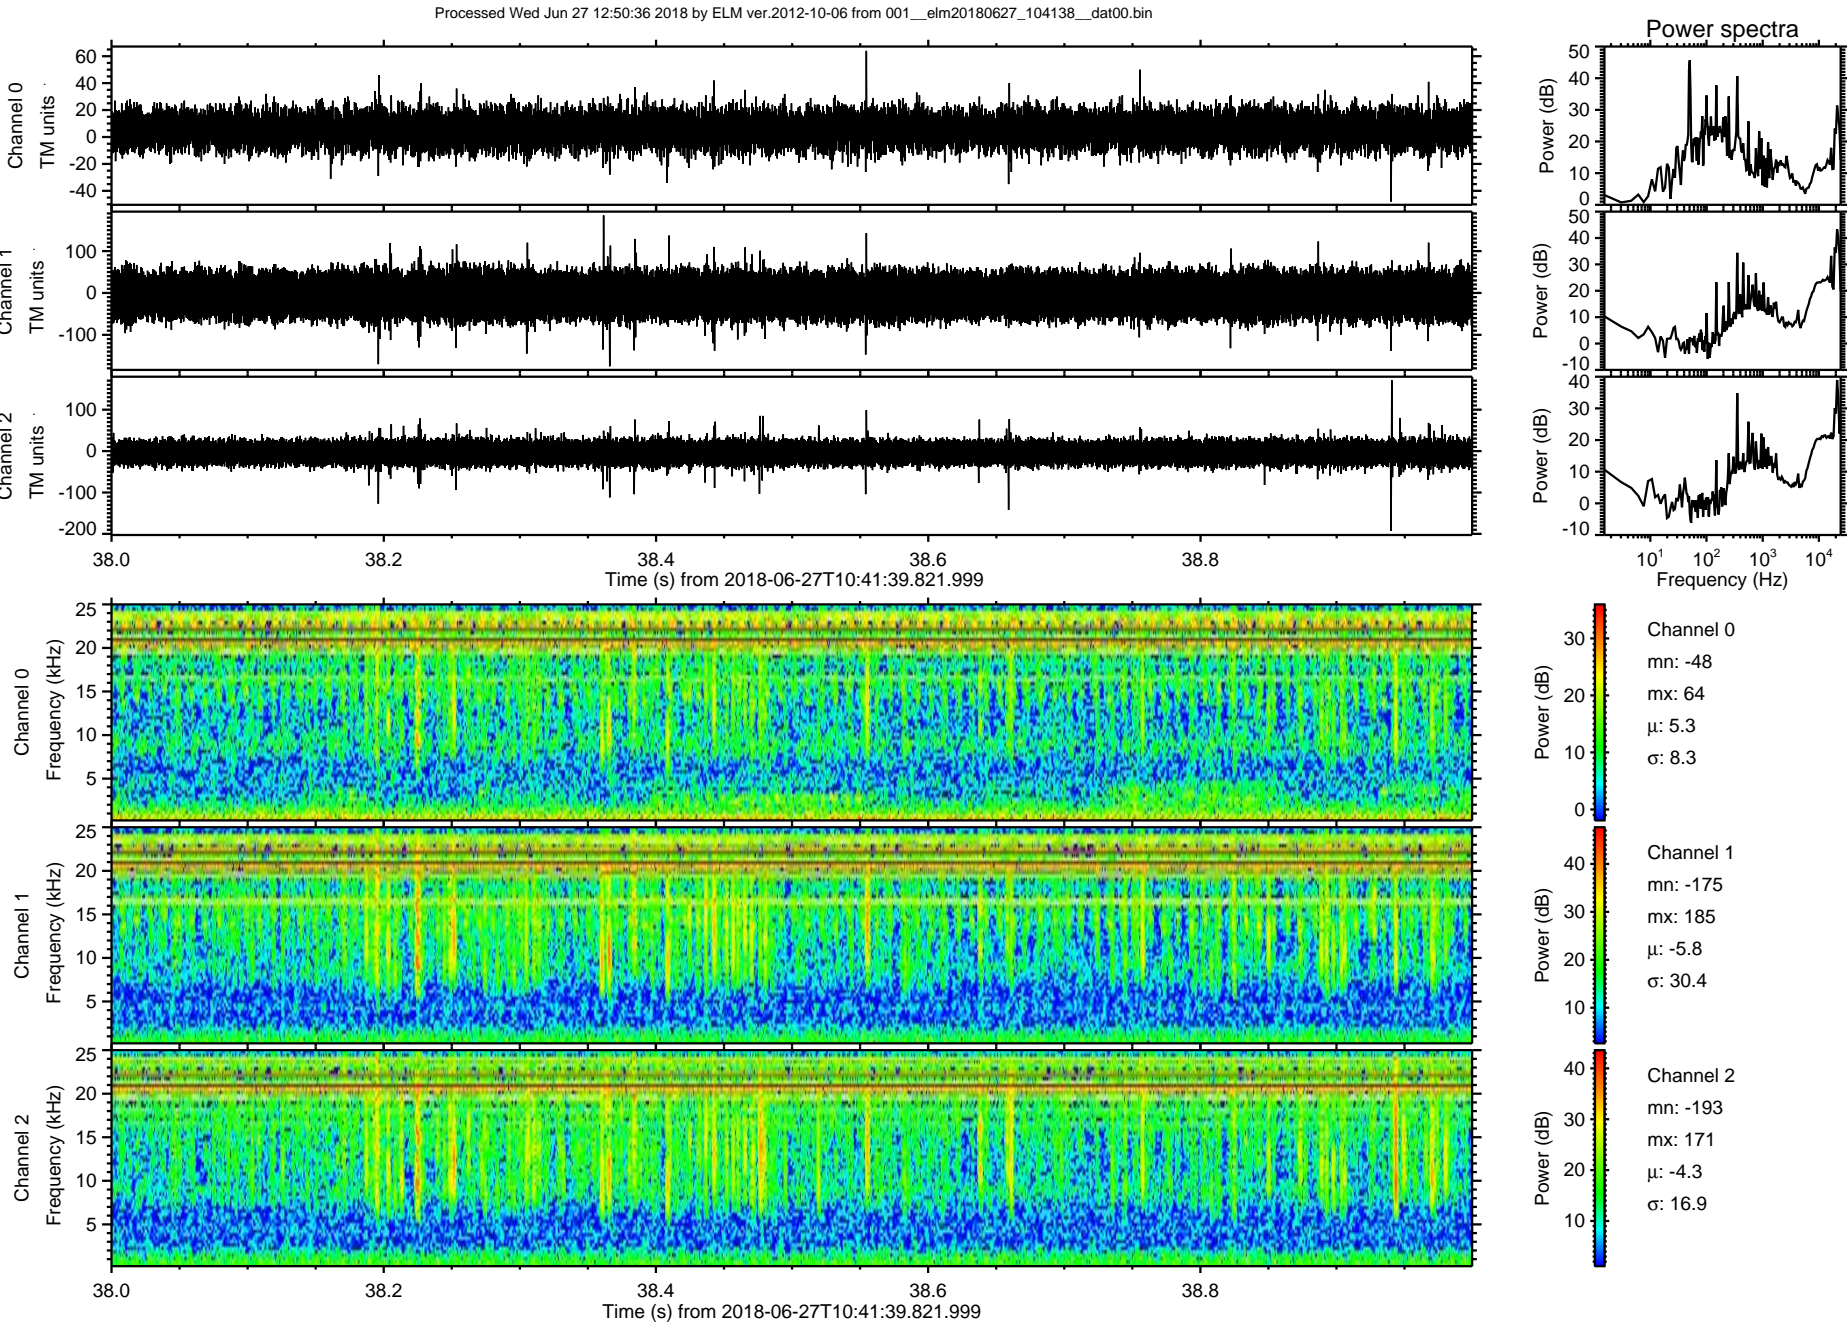 Processed Wed Jun 27 12:50:36 2018 by ELM ver.2012-10-06 from 001__elm20180627_104138__dat00.bin
Power spectra
Channel 0
TM units
60
40
20
0
-20
-40
Power (dB)
50
40
30
20
10
0
Channel 1
TM units
100
0
-100
Power (dB)
50
40
30
20
10
0
-10
Channel 2
TM units
100
0
-100
-200
Power (dB)
40
30
20
10
0
-10
38.0 38.2 38.4 38.6 38.8
Time (s) from 2018-06-27T10:41:39.821.999
10^1 10^2 10^3 10^4
Frequency (Hz)
Channel 0
Frequency (kHz)
25
20
15
10
5
Power (dB)
30
20
10
0
Channel 0
mn: -48
mx: 64
μ: 5.3
σ: 8.3
Channel 1
Frequency (kHz)
25
20
15
10
5
Power (dB)
40
30
20
10
Channel 1
mn: -175
mx: 185
μ: -5.8
σ: 30.4
Channel 2
Frequency (kHz)
25
20
15
10
5
Power (dB)
40
30
20
10
Channel 2
mn: -193
mx: 171
μ: -4.3
σ: 16.9
38.0 38.2 38.4 38.6 38.8
Time (s) from 2018-06-27T10:41:39.821.999